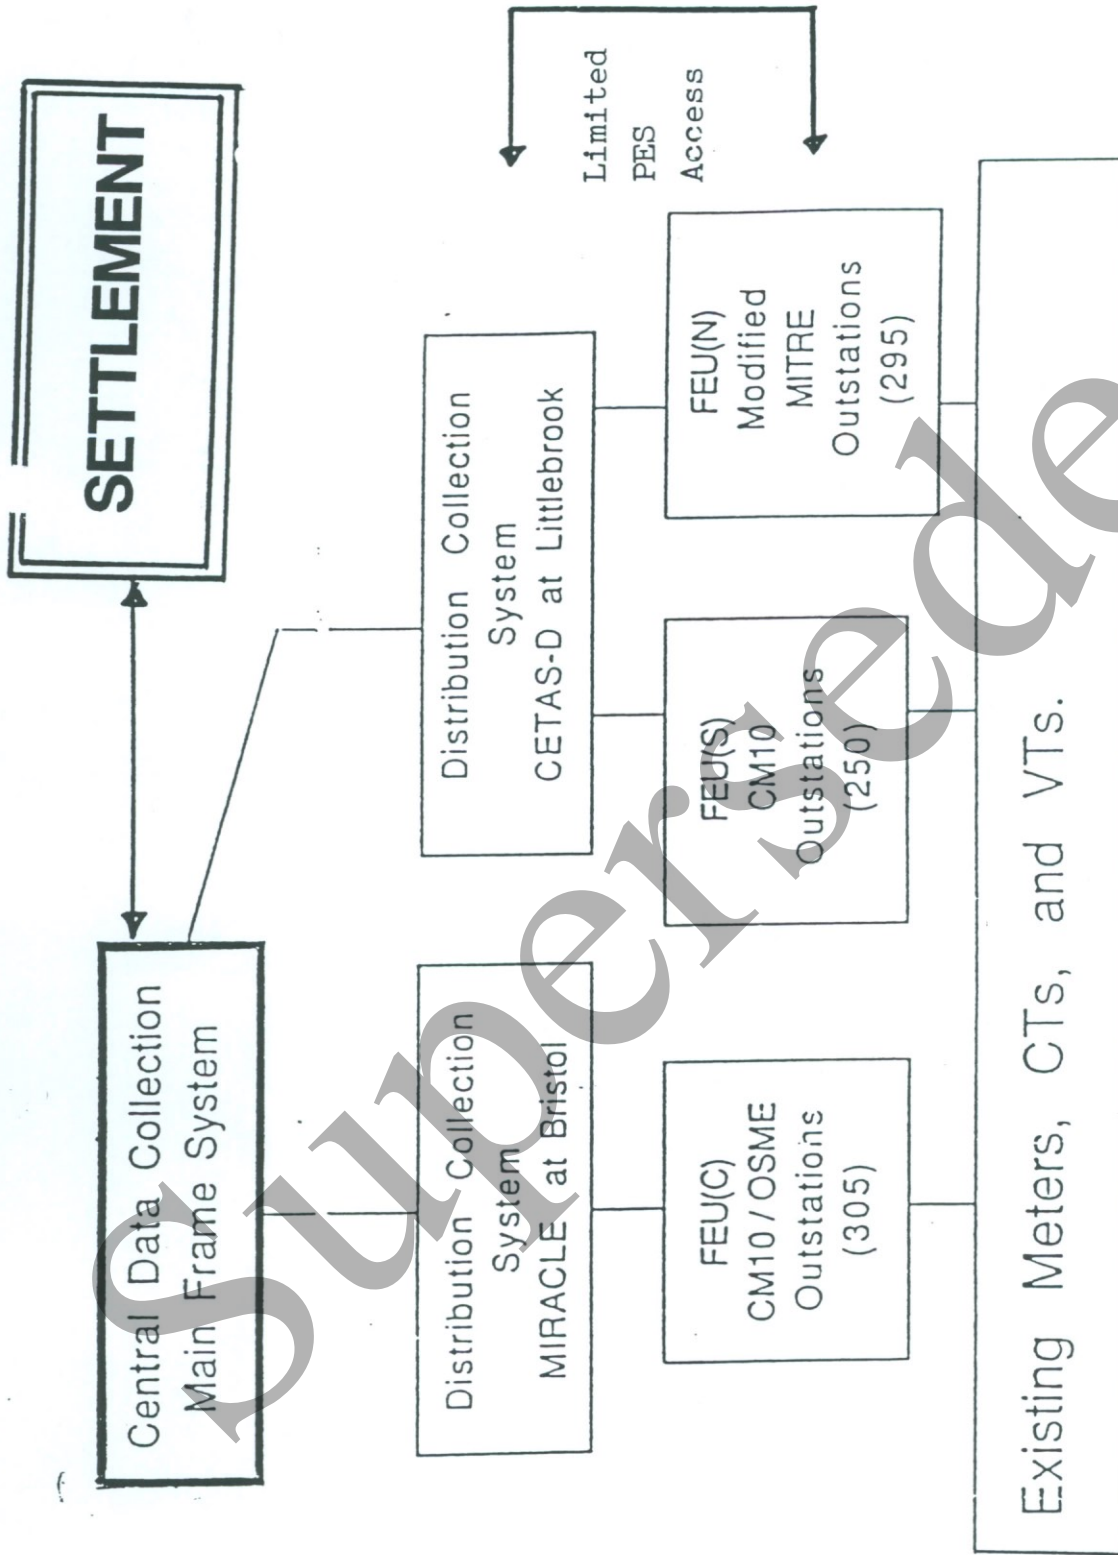 SETTLEMENT
Central Data Collection
Main Frame System
Distribution Collection
System
MIRACLE at Bristol
Distribution Collection
System
CETAS-D at Littlebrook
Limited
PES
Access
FEU(C)
CM10 / OSME
Outstations
(305)
FEU(S)
CM10
Outstations
(250)
FEU(N)
Modified
MITRE
Outstations
(295)
Existing Meters, CTs, and VTs.
Supersede